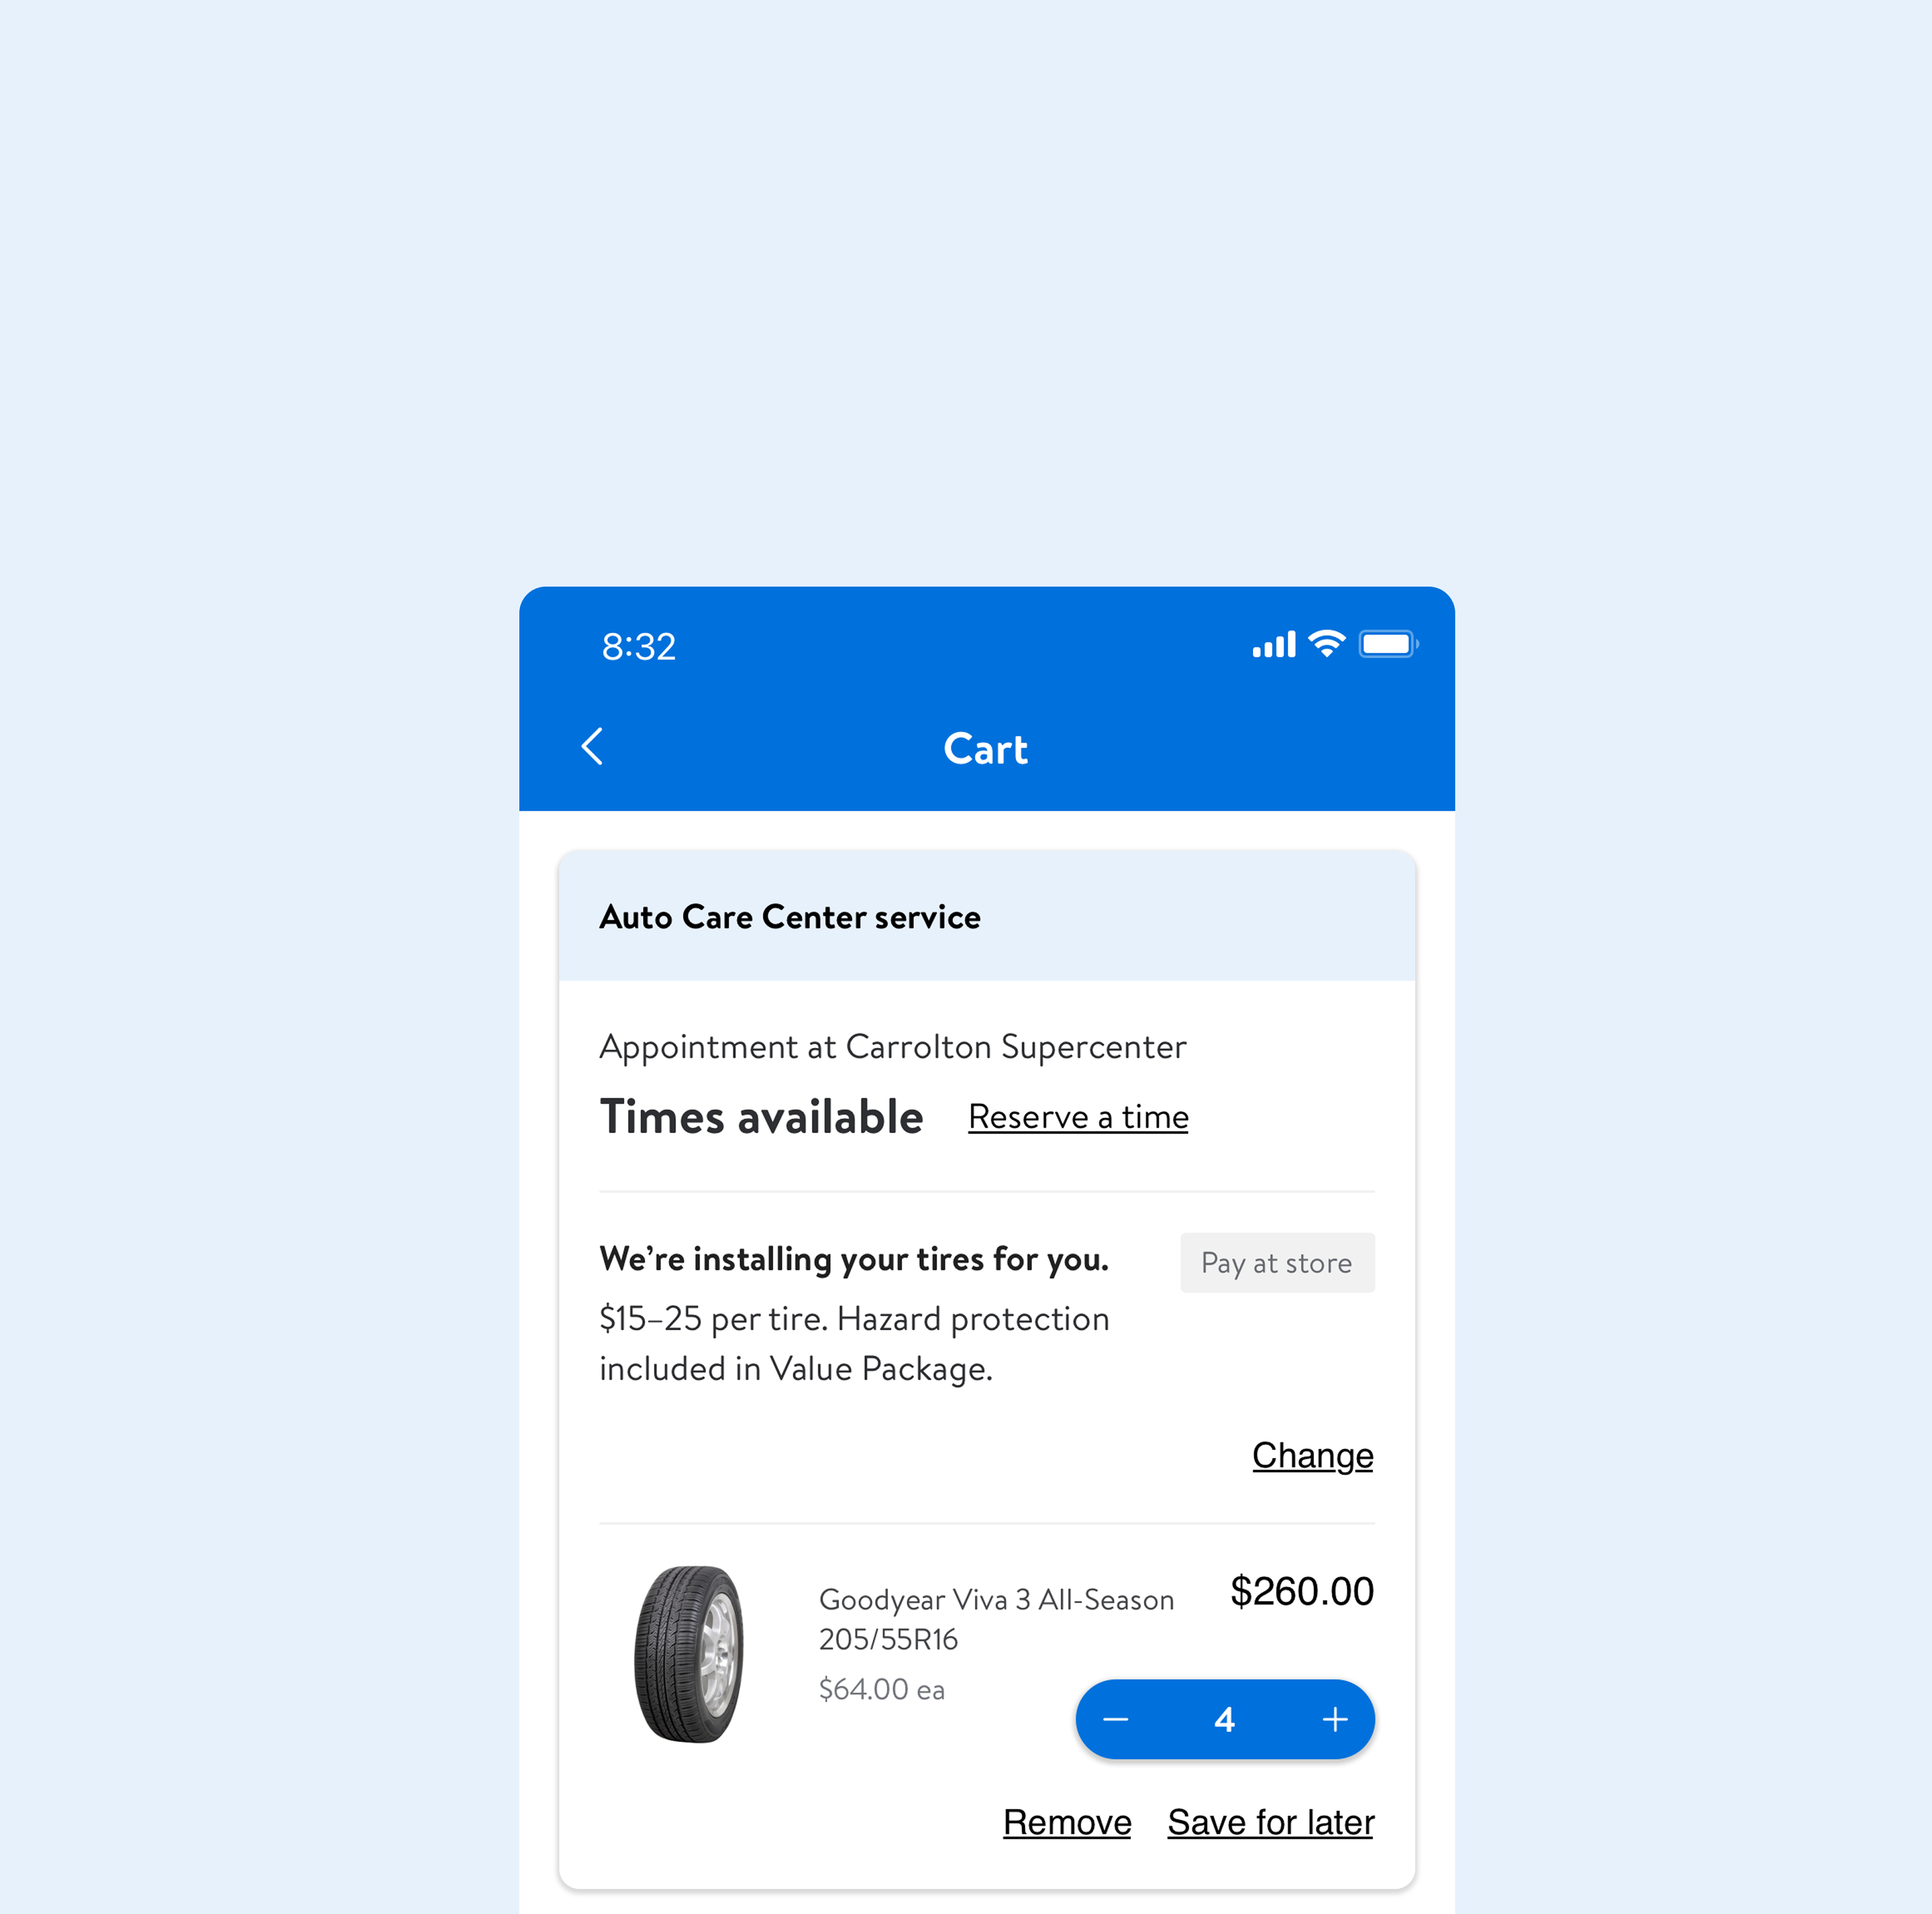 8:32
Cart
Auto Care Center service
Appointment at Carrolton Supercenter
Times available Reserve a time
We’re installing your tires for you. Pay at store
$15–25 per tire. Hazard protection
included in Value Package.
Change
Goodyear Viva 3 All-Season $260.00
205/55R16
$64.00 ea
4
Remove Save for later